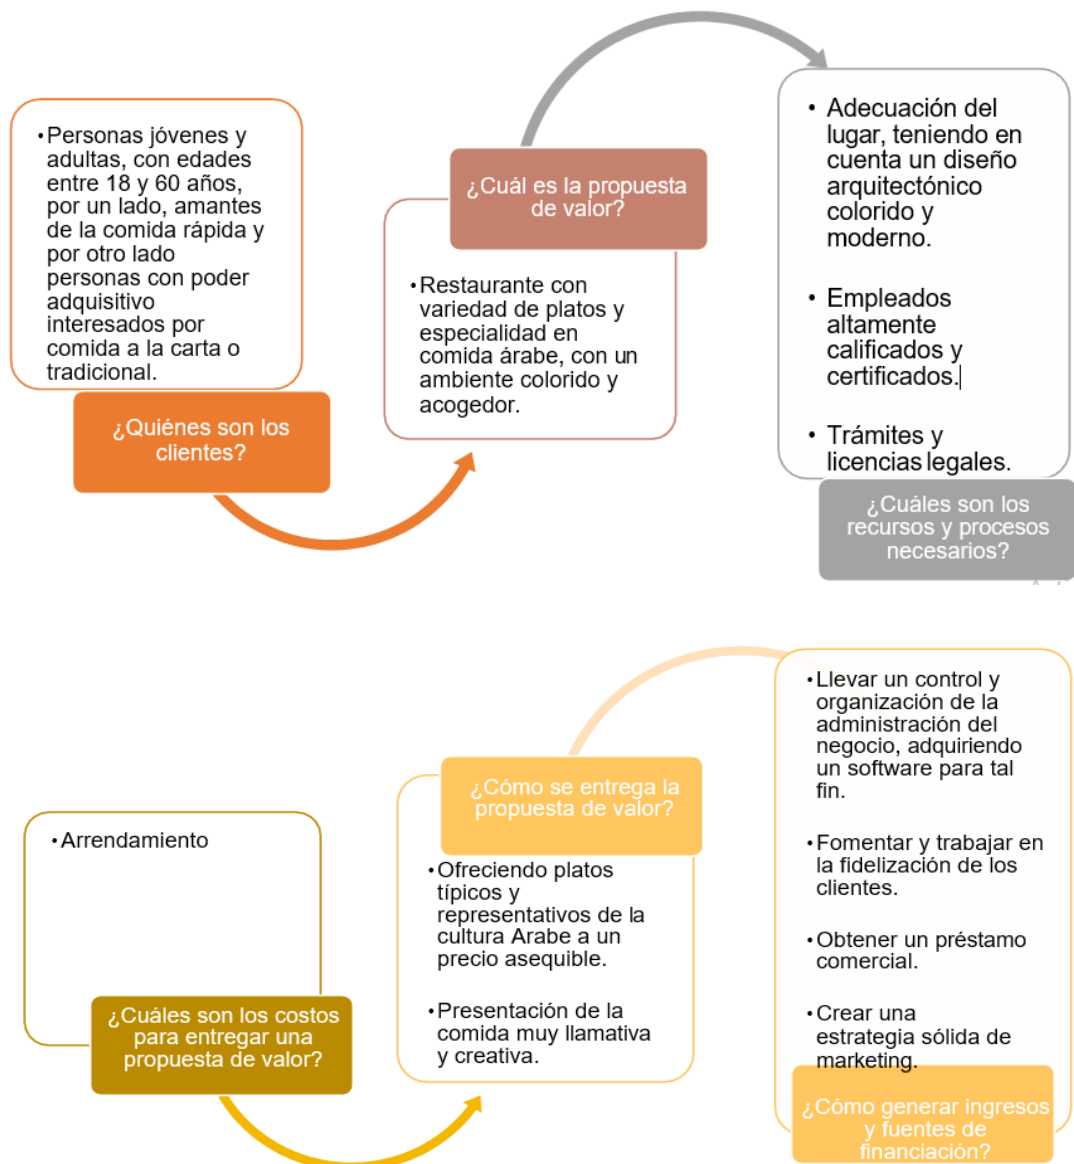 •Personas jóvenes y
adultas, con edades
entre 18 y 60 años,
por un lado, amantes
de la comida rápida y
por otro lado
personas con poder
adquisitivo
interesados por
comida a la carta o
tradicional.
¿Quiénes son los
clientes?
¿Cuál es la propuesta
de valor?
•Restaurante con
variedad de platos y
especialidad en
comida árabe, con un
ambiente colorido y
acogedor.
• Adecuación del
lugar, teniendo en
cuenta un diseño
arquitectónico
colorido y
moderno.
• Empleados
altamente
calificados y
certificados.
• Trámites y
licencias legales.
¿Cuáles son los
recursos y procesos
necesarios?
•Arrendamiento
¿Cuáles son los costos
para entregar una
propuesta de valor?
¿Cómo se entrega la
propuesta de valor?
•Ofreciendo platos
típicos y
representativos de la
cultura Arabe a un
precio asequible.
•Presentación de la
comida muy llamativa
y creativa.
•Llevar un control y
organización de la
administración del
negocio, adquiriendo
un software para tal
fin.
•Fomentar y trabajar en
la fidelización de los
clientes.
•Obtener un préstamo
comercial.
•Crear una
estrategia sólida de
marketing.
¿Cómo generar ingresos
y fuentes de
financiación?